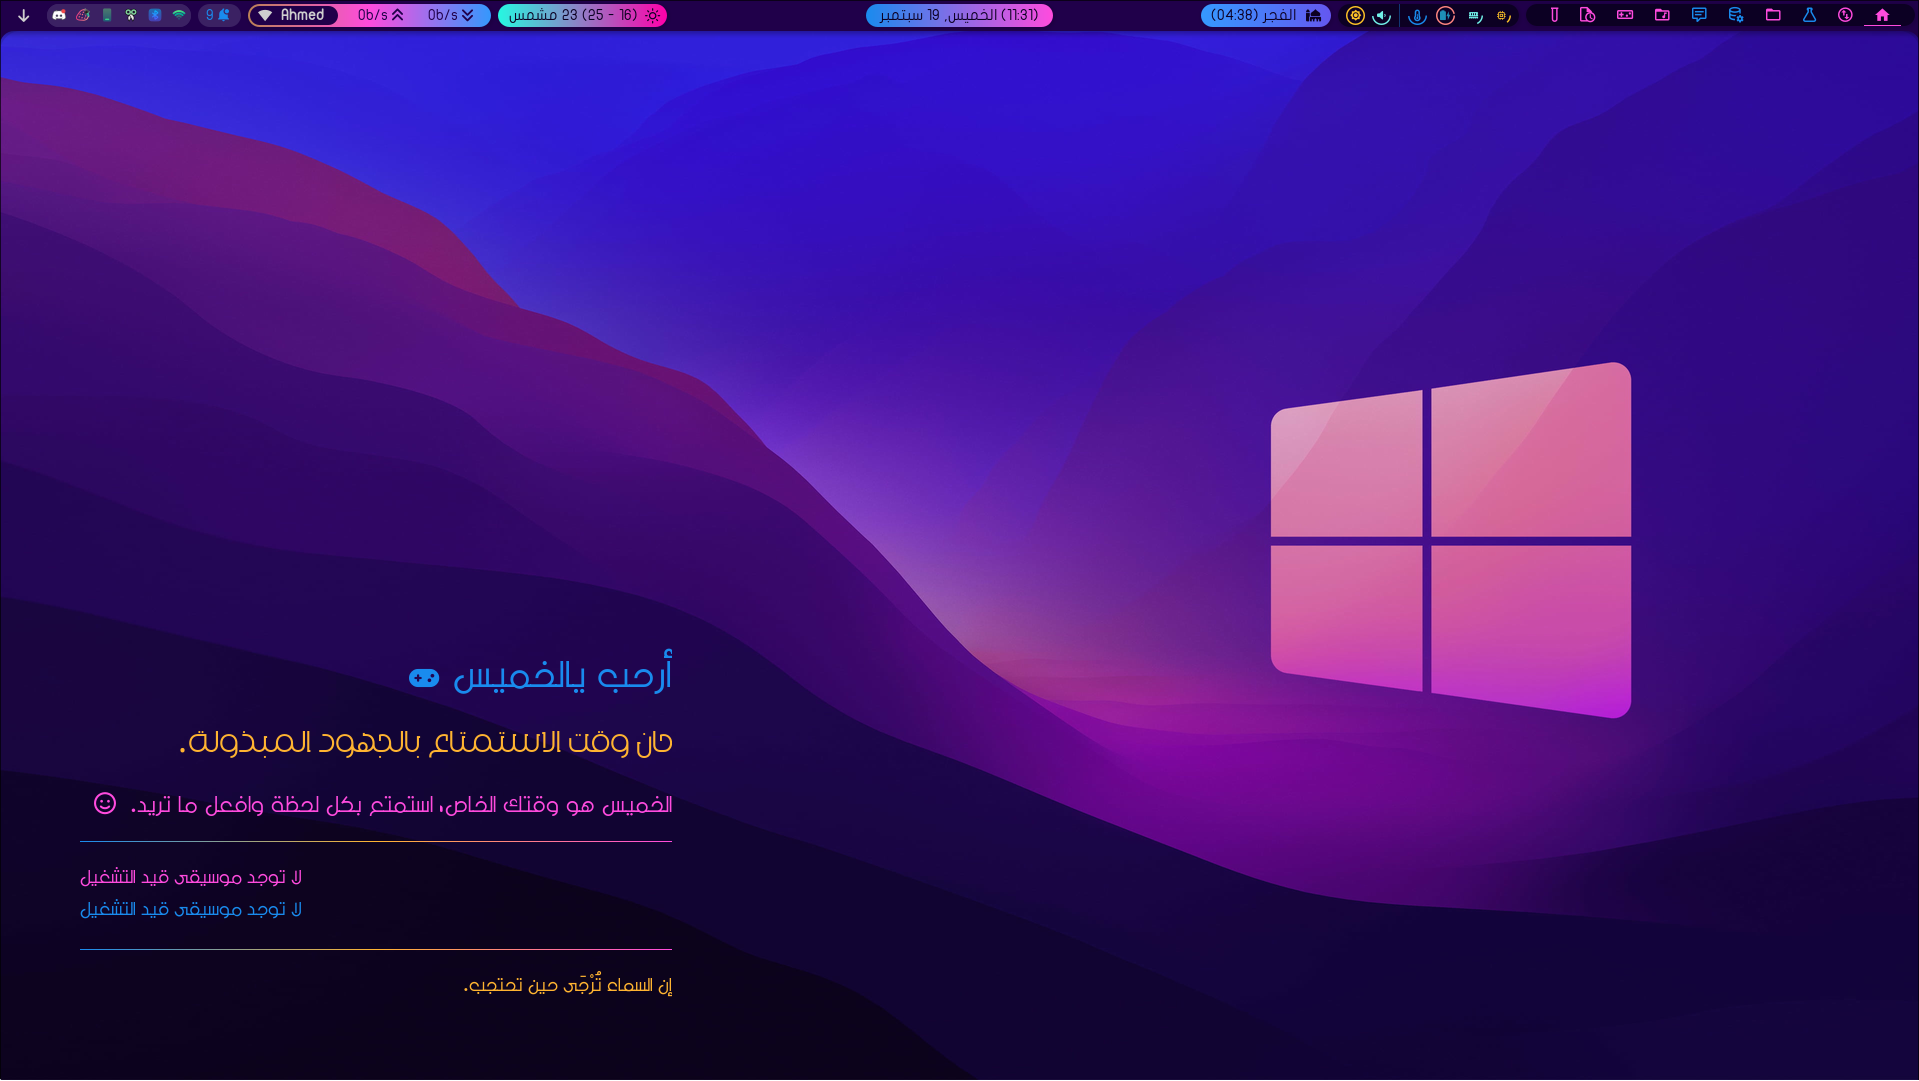 9
Ahmed
0b/s
0b/s
مشمس 23 (25 - 16)
(11:31) الخميس, 19 سبتمبر
الفجر (04:38)
أرحب يالخميس
حان وقت الاستمتاع بالجهود المبذولة.
الخميس هو وقتك الخاص، استمتع بكل لحظة وافعل ما تريد.
لا توجد موسيقى قيد التشغيل
لا توجد موسيقى قيد التشغيل
إن السماء تُرْجَى حين تحتجب.